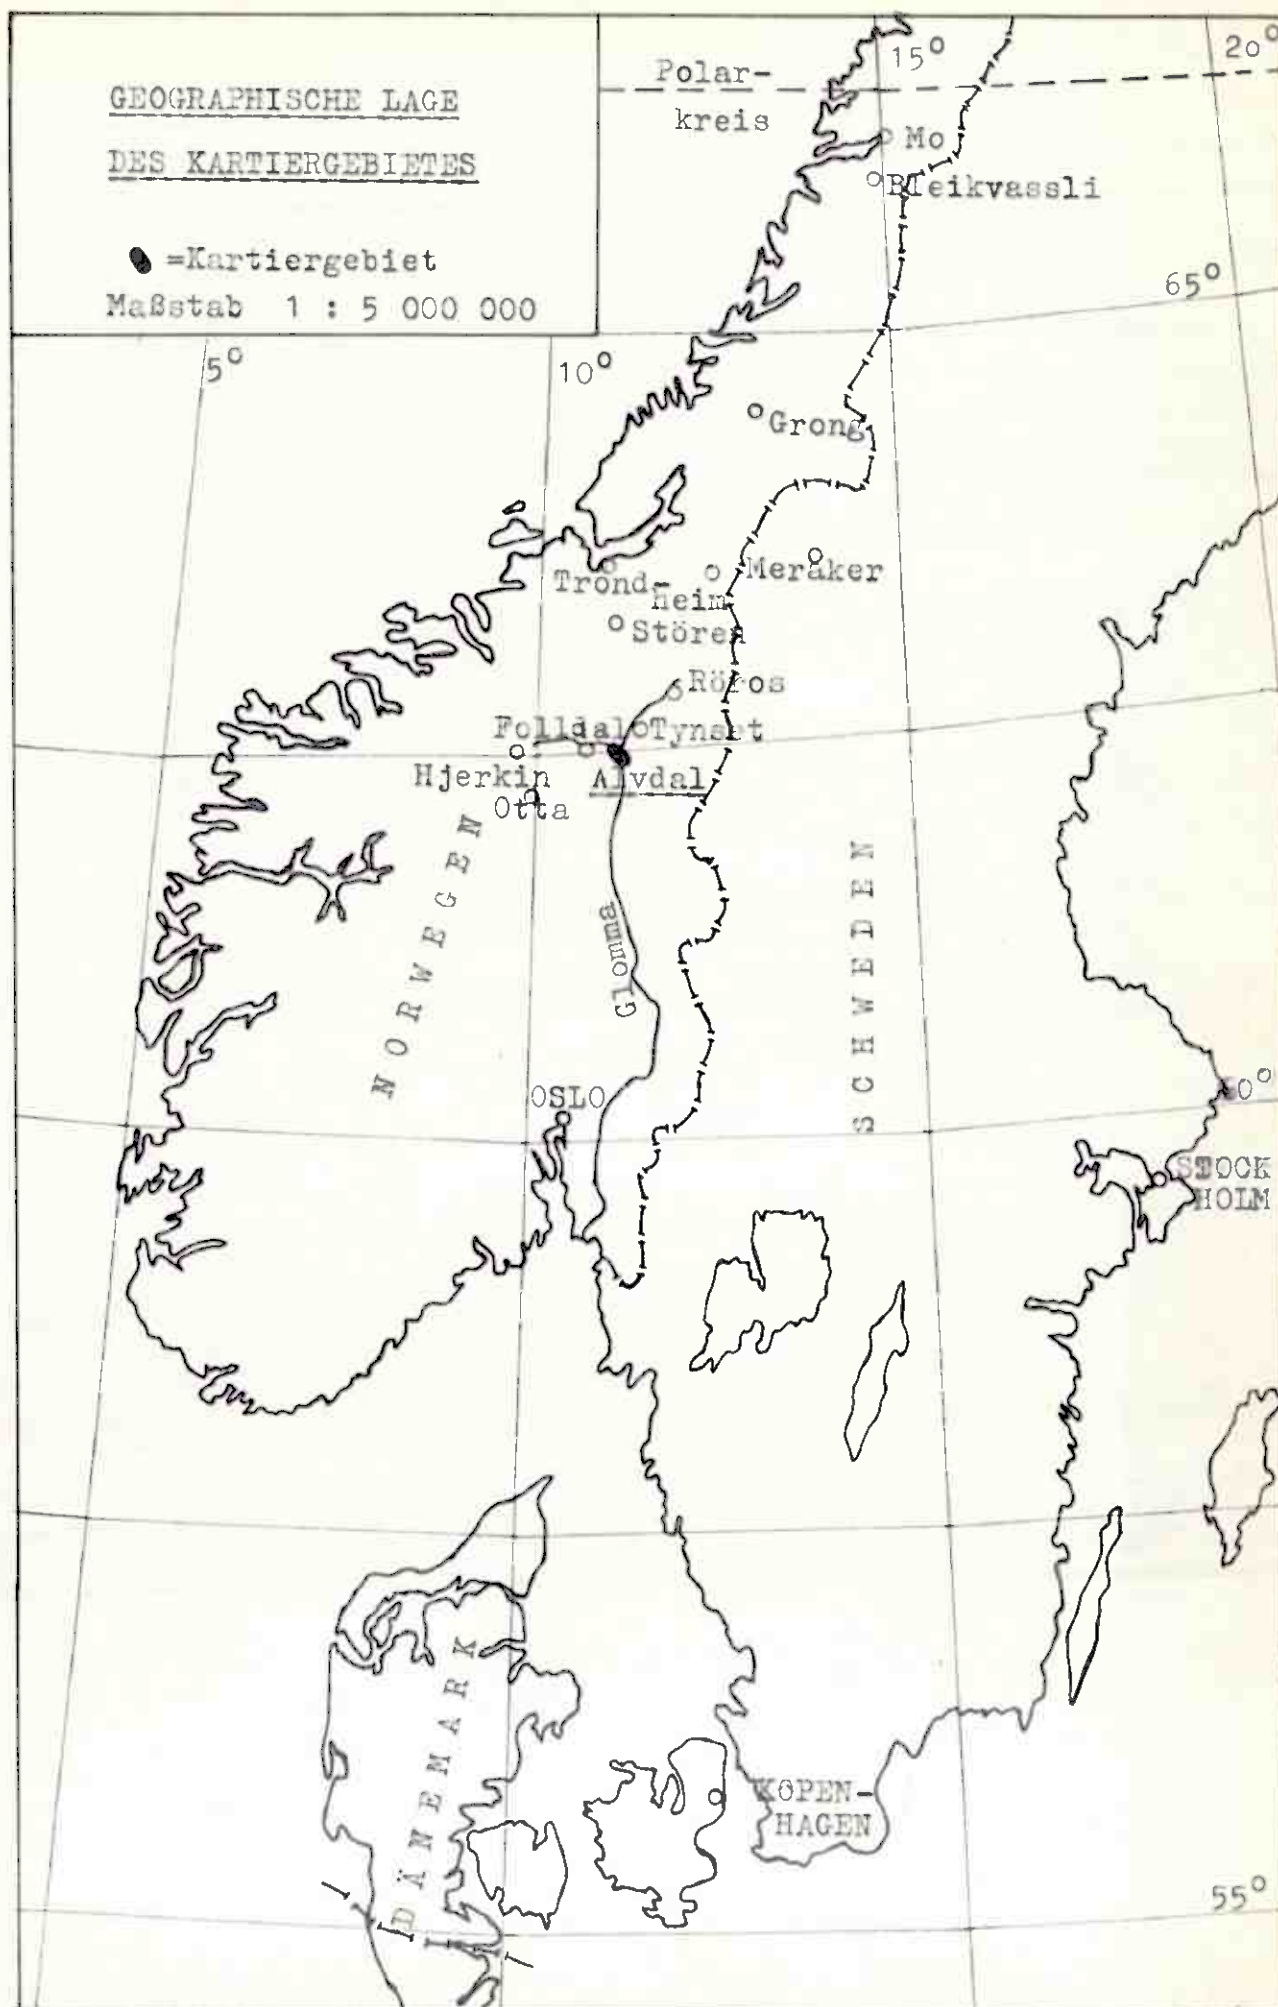 GEOGRAPHISCHE LAGE
DES KARTIERGEBIETES
=Kartiergebiet
Maßstab 1 : 5 000 000
Polar-
kreis
15°
20°
Mo
Bleikvassli
65°
5°
10°
Grong
Trond-
heim
Meraker
Stören
Röros
Folldal
Tynset
Hjerkin
Alvdal
Otta
NORWEGEN
SCHWEDEN
Glomma
OSLO
60°
STOCK
HOLM
DÄNEMARK
KOPEN-
HAGEN
55°